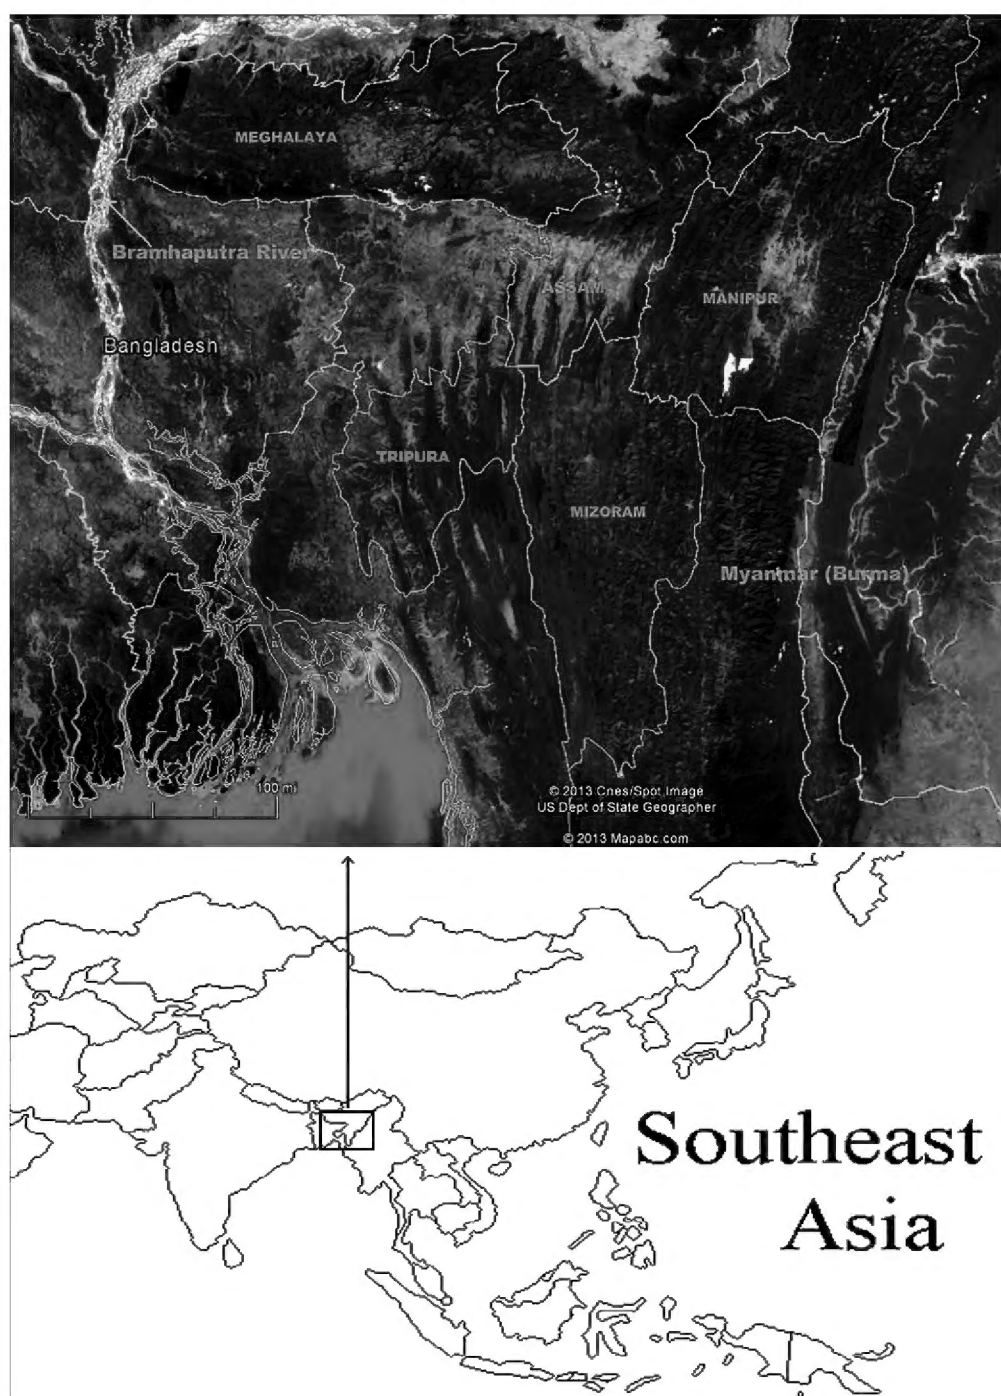 MEGHALAYA
Bramhaputra River
ASSAM
MANIPUR
Bangladesh
TRIPURA
MIZORAM
Myanmar (Burma)
100 mi
© 2013 Cnes/Spot Image
US Dept of State Geographer
© 2013 Mapabc.com
Southeast
Asia